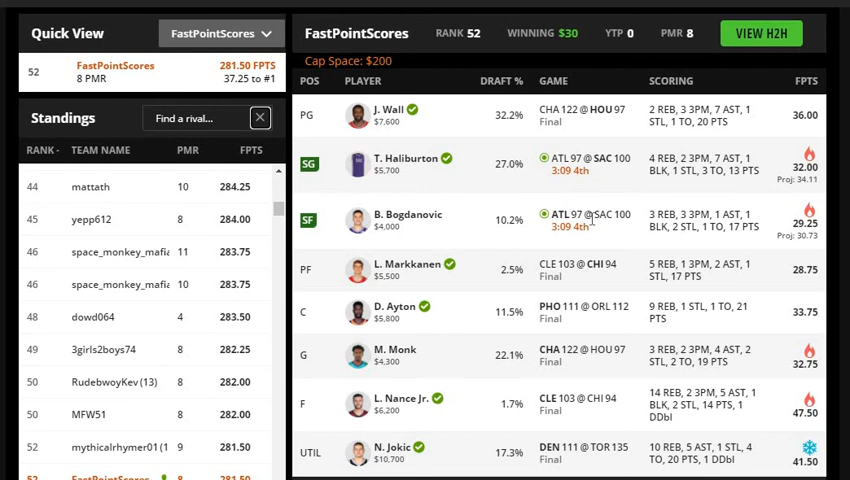 Quick View
FastPointScores
52
FastPointScores
281.50 FPTS
8 PMR
37.25 to #1
Standings
Find a rival...
RANK
TEAM NAME
PMR
FPTS
44 mattath 10 284.25
45 yepp612 8 284.00
46 space_monkey_mafia 11 283.75
46 space_monkey_mafia 10 283.75
48 dowd064 4 283.50
49 3girls2boys74 8 282.25
50 RudebwoyKev (13) 8 282.00
50 MFW51 8 282.00
52 mythicalrhymer01 (1 9 281.50
52 FastPointScores 8 281.50
FastPointScores RANK 52 WINNING $30 YTP 0 PMR 8 VIEW H2H
Cap Space: $200
POS PLAYER DRAFT % GAME SCORING FPTS
PG J. Wall 32.2% CHA 122 @ HOU 97 2 REB, 3 3PM, 7 AST, 1 36.00
$7,600 Final STL, 1 TO, 20 PTS
SG T. Haliburton 27.0% ATL 97 @ SAC 100 4 REB, 2 3PM, 7 AST, 1 32.00
$5,700 3:09 4th BLK, 1 STL, 3 TO, 13 PTS Proj: 34.11
SF B. Bogdanovic 10.2% ATL 97 @ SAC 100 3 REB, 3 3PM, 1 AST, 1 29.25
$4,000 3:09 4th BLK, 2 STL, 1 TO, 17 PTS Proj: 30.73
PF L. Markkanen 2.5% CLE 103 @ CHI 94 5 REB, 1 3PM, 2 AST, 1 28.75
$5,500 Final STL, 17 PTS
C D. Ayton 11.5% PHO 111 @ ORL 112 9 REB, 1 STL, 1 TO, 21 33.75
$5,800 Final PTS
G M. Monk 22.1% CHA 122 @ HOU 97 3 REB, 2 3PM, 4 AST, 2 32.75
$4,300 Final STL, 2 TO, 19 PTS
F L. Nance Jr. 1.7% CLE 103 @ CHI 94 14 REB, 2 3PM, 5 AST, 1 47.50
$6,200 Final BLK, 2 STL, 14 PTS, 1
DDbl
UTIL N. Jokic 17.3% DEN 111 @ TOR 135 10 REB, 5 AST, 1 STL, 4 41.50
$10,700 Final TO, 20 PTS, 1 DDbl